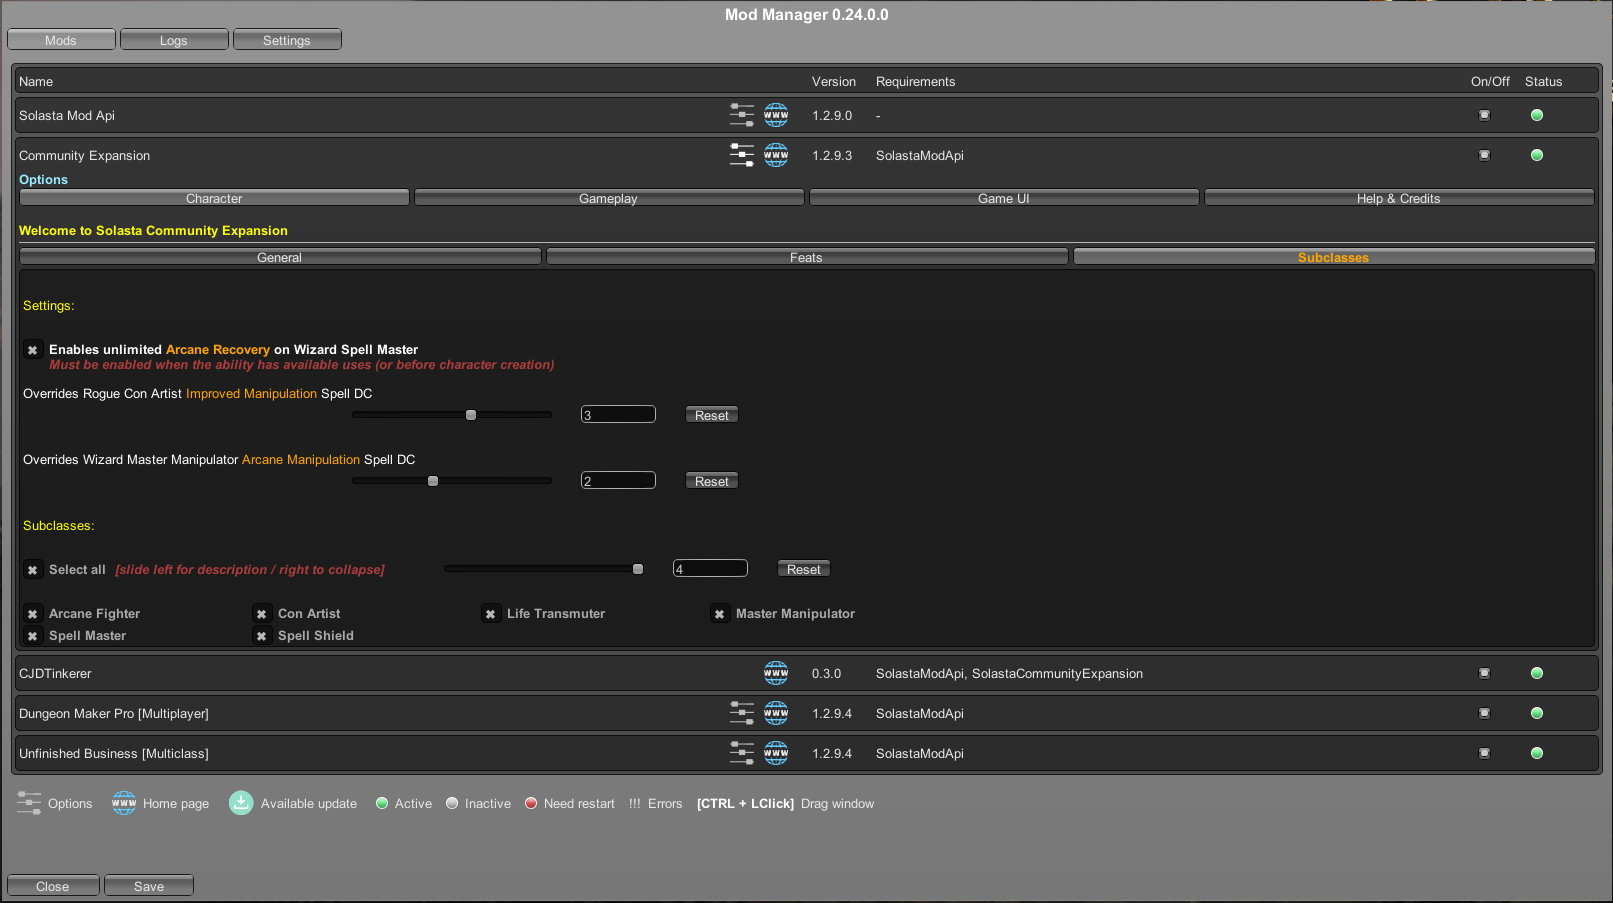 Mod Manager 0.24.0.0
Mods Logs Settings
Name Version Requirements On/Off Status
Solasta Mod Api WWW 1.2.9.0 -
Community Expansion WWW 1.2.9.3 SolastaModApi
Options
Character Gameplay Game UI Help & Credits
Welcome to Solasta Community Expansion
General Feats Subclasses
Settings:
Enables unlimited Arcane Recovery on Wizard Spell Master
Must be enabled when the ability has available uses (or before character creation)
Overrides Rogue Con Artist Improved Manipulation Spell DC
3 Reset
Overrides Wizard Master Manipulator Arcane Manipulation Spell DC
2 Reset
Subclasses:
Select all [slide left for description / right to collapse] 4 Reset
Arcane Fighter Con Artist Life Transmuter Master Manipulator
Spell Master Spell Shield
CJDTinkerer WWW 0.3.0 SolastaModApi, SolastaCommunityExpansion
Dungeon Maker Pro [Multiplayer] WWW 1.2.9.4 SolastaModApi
Unfinished Business [Multiclass] WWW 1.2.9.4 SolastaModApi
Options WWW Home page Available update Active Inactive Need restart !!! Errors [CTRL + LClick] Drag window
Close Save